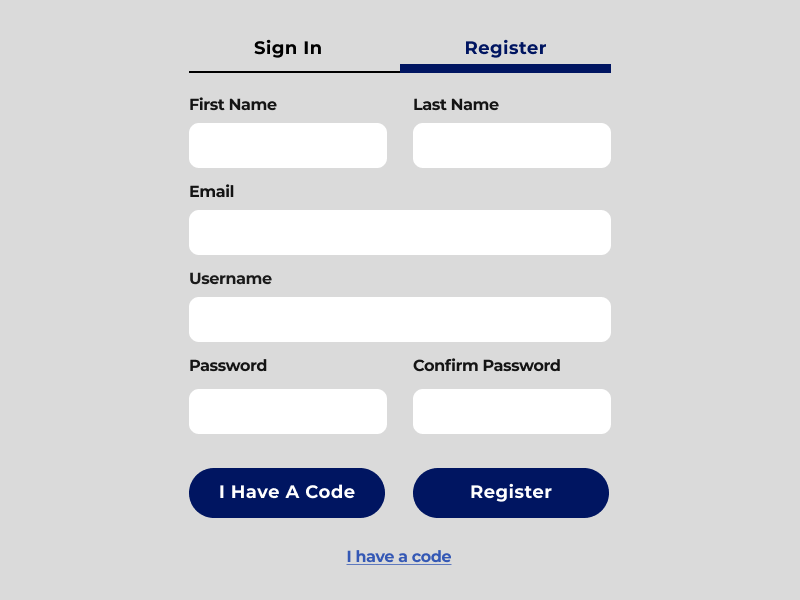 Sign In Register
First Name Last Name
Email
Username
Password Confirm Password
I Have A Code Register
I have a code